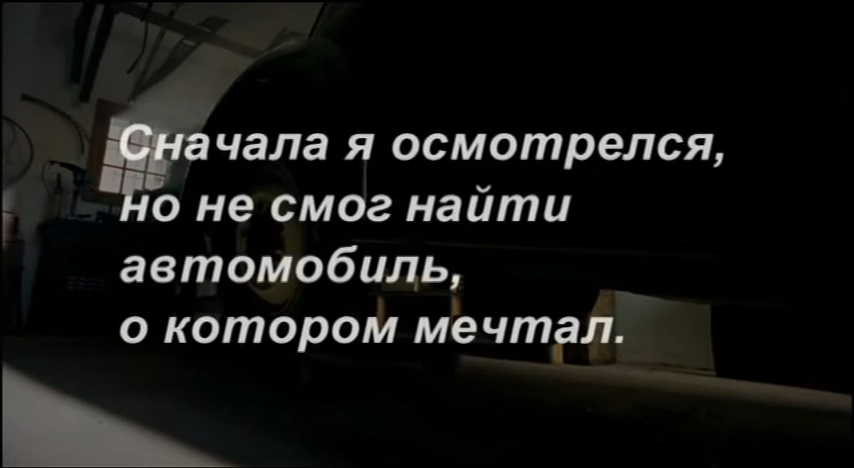 Сначала я осмотрелся,
но не смог найти
автомобиль,
о котором мечтал.